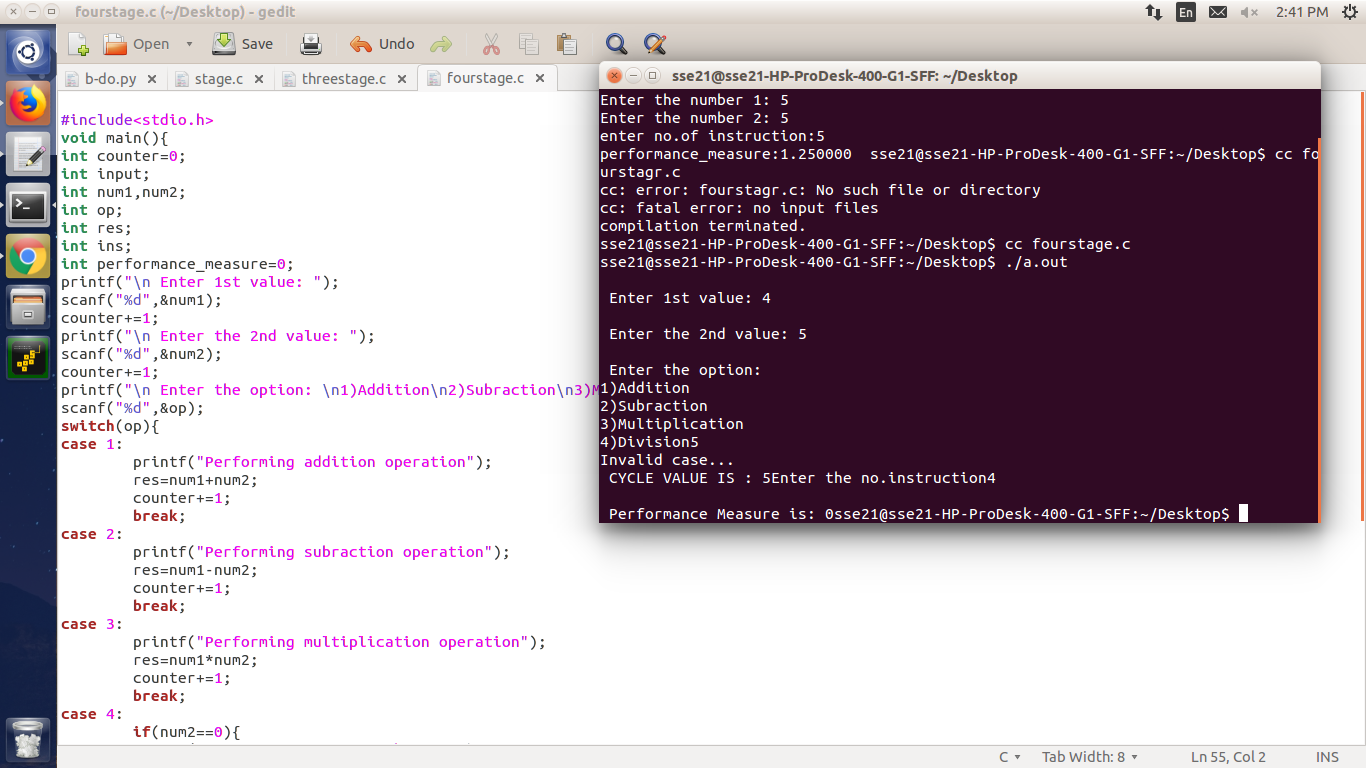 fourstage.c (~/Desktop) - gedit
En
2:41 PM
Open
Save
Undo
b-do.py
stage.c
threestage.c
fourstage.c
#include<stdio.h>
void main(){
int counter=0;
int input;
int num1,num2;
int op;
int res;
int ins;
int performance_measure=0;
printf("\n Enter 1st value: ");
scanf("%d",&num1);
counter+=1;
printf("\n Enter the 2nd value: ");
scanf("%d",&num2);
counter+=1;
printf("\n Enter the option: \n1)Addition\n2)Subraction\n3)M
scanf("%d",&op);
switch(op){
case 1:
printf("Performing addition operation");
res=num1+num2;
counter+=1;
break;
case 2:
printf("Performing subraction operation");
res=num1-num2;
counter+=1;
break;
case 3:
printf("Performing multiplication operation");
res=num1*num2;
counter+=1;
break;
case 4:
if(num2==0){
sse21@sse21-HP-ProDesk-400-G1-SFF: ~/Desktop
Enter the number 1: 5
Enter the number 2: 5
enter no.of instruction:5
performance_measure:1.250000  sse21@sse21-HP-ProDesk-400-G1-SFF:~/Desktop$ cc fo
urstagr.c
cc: error: fourstagr.c: No such file or directory
cc: fatal error: no input files
compilation terminated.
sse21@sse21-HP-ProDesk-400-G1-SFF:~/Desktop$ cc fourstage.c
sse21@sse21-HP-ProDesk-400-G1-SFF:~/Desktop$ ./a.out
Enter 1st value: 4
Enter the 2nd value: 5
Enter the option:
1)Addition
2)Subraction
3)Multiplication
4)Division5
Invalid case...
CYCLE VALUE IS : 5Enter the no.instruction4
Performance Measure is: 0sse21@sse21-HP-ProDesk-400-G1-SFF:~/Desktop$
C
Tab Width: 8
Ln 55, Col 2
INS